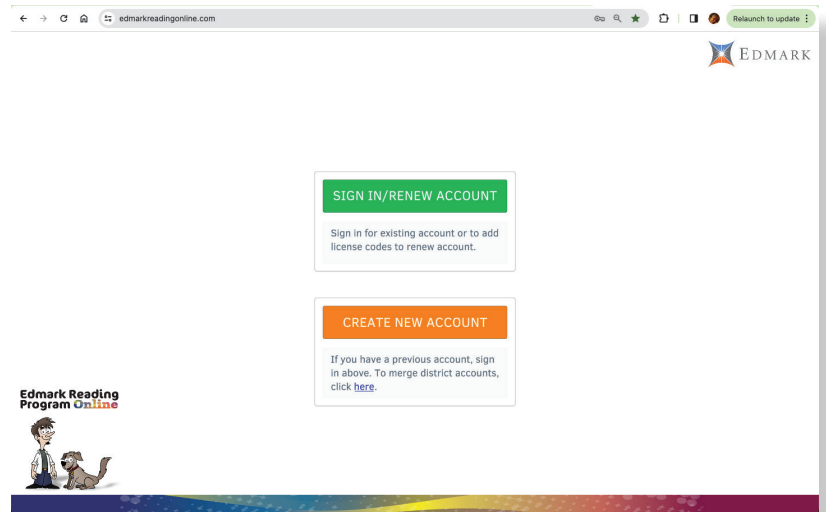 edmarkreadingonline.com
Relaunch to update
EDMARK
SIGN IN/RENEW ACCOUNT
Sign in for existing account or to add
license codes to renew account.
CREATE NEW ACCOUNT
If you have a previous account, sign
in above. To merge district accounts,
click here.
Edmark Reading
Program Online